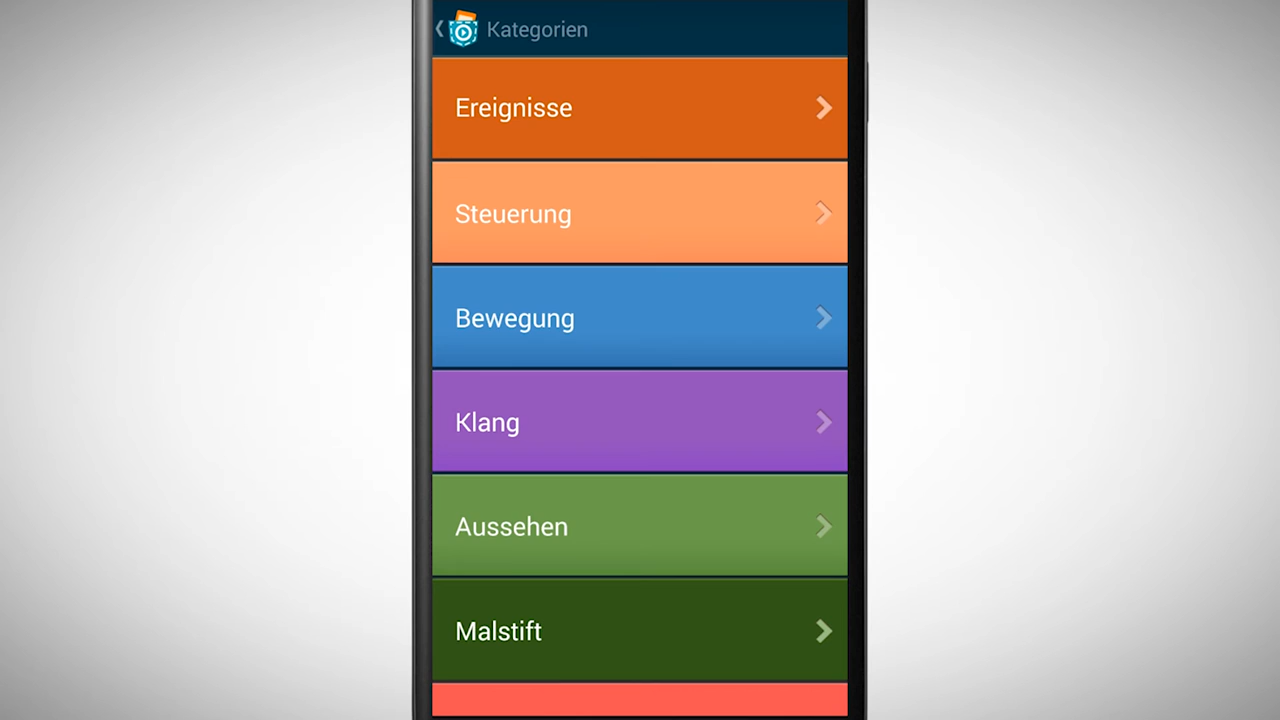 Kategorien
Ereignisse
Steuerung
Bewegung
Klang
Aussehen
Malstift